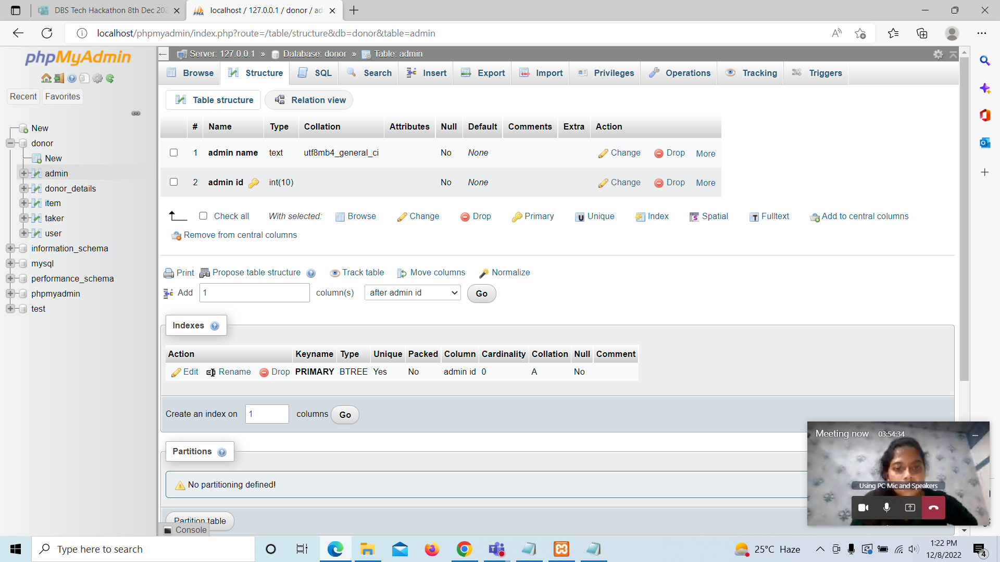 DBS Tech Hackathon 8th Dec 202
localhost / 127.0.0.1 / donor / ad
localhost/phpmyadmin/index.php?route=/table/structure&db=donor&table=admin
phpMyAdmin
Recent Favorites
New
donor
New
admin
donor_details
item
taker
user
information_schema
mysql
performance_schema
phpmyadmin
test
Server: 127.0.0.1 » Database: donor » Table: admin
Browse Structure SQL Search Insert Export Import Privileges Operations Tracking Triggers
Table structure Relation view
# Name Type Collation Attributes Null Default Comments Extra Action
1 admin name text utf8mb4_general_ci No None Change Drop More
2 admin id int(10) No None Change Drop More
Check all With selected: Browse Change Drop Primary Unique Index Spatial Fulltext Add to central columns
Remove from central columns
Print Propose table structure Track table Move columns Normalize
Add 1 column(s) after admin id Go
Indexes
Action Keyname Type Unique Packed Column Cardinality Collation Null Comment
Edit Rename Drop PRIMARY BTREE Yes No admin id 0 A No
Create an index on 1 columns Go
Partitions
No partitioning defined!
Partition table
Console
Meeting now 03:54:34
Using PC Mic and Speakers
Type here to search
25°C Haze
1:22 PM
12/8/2022
4